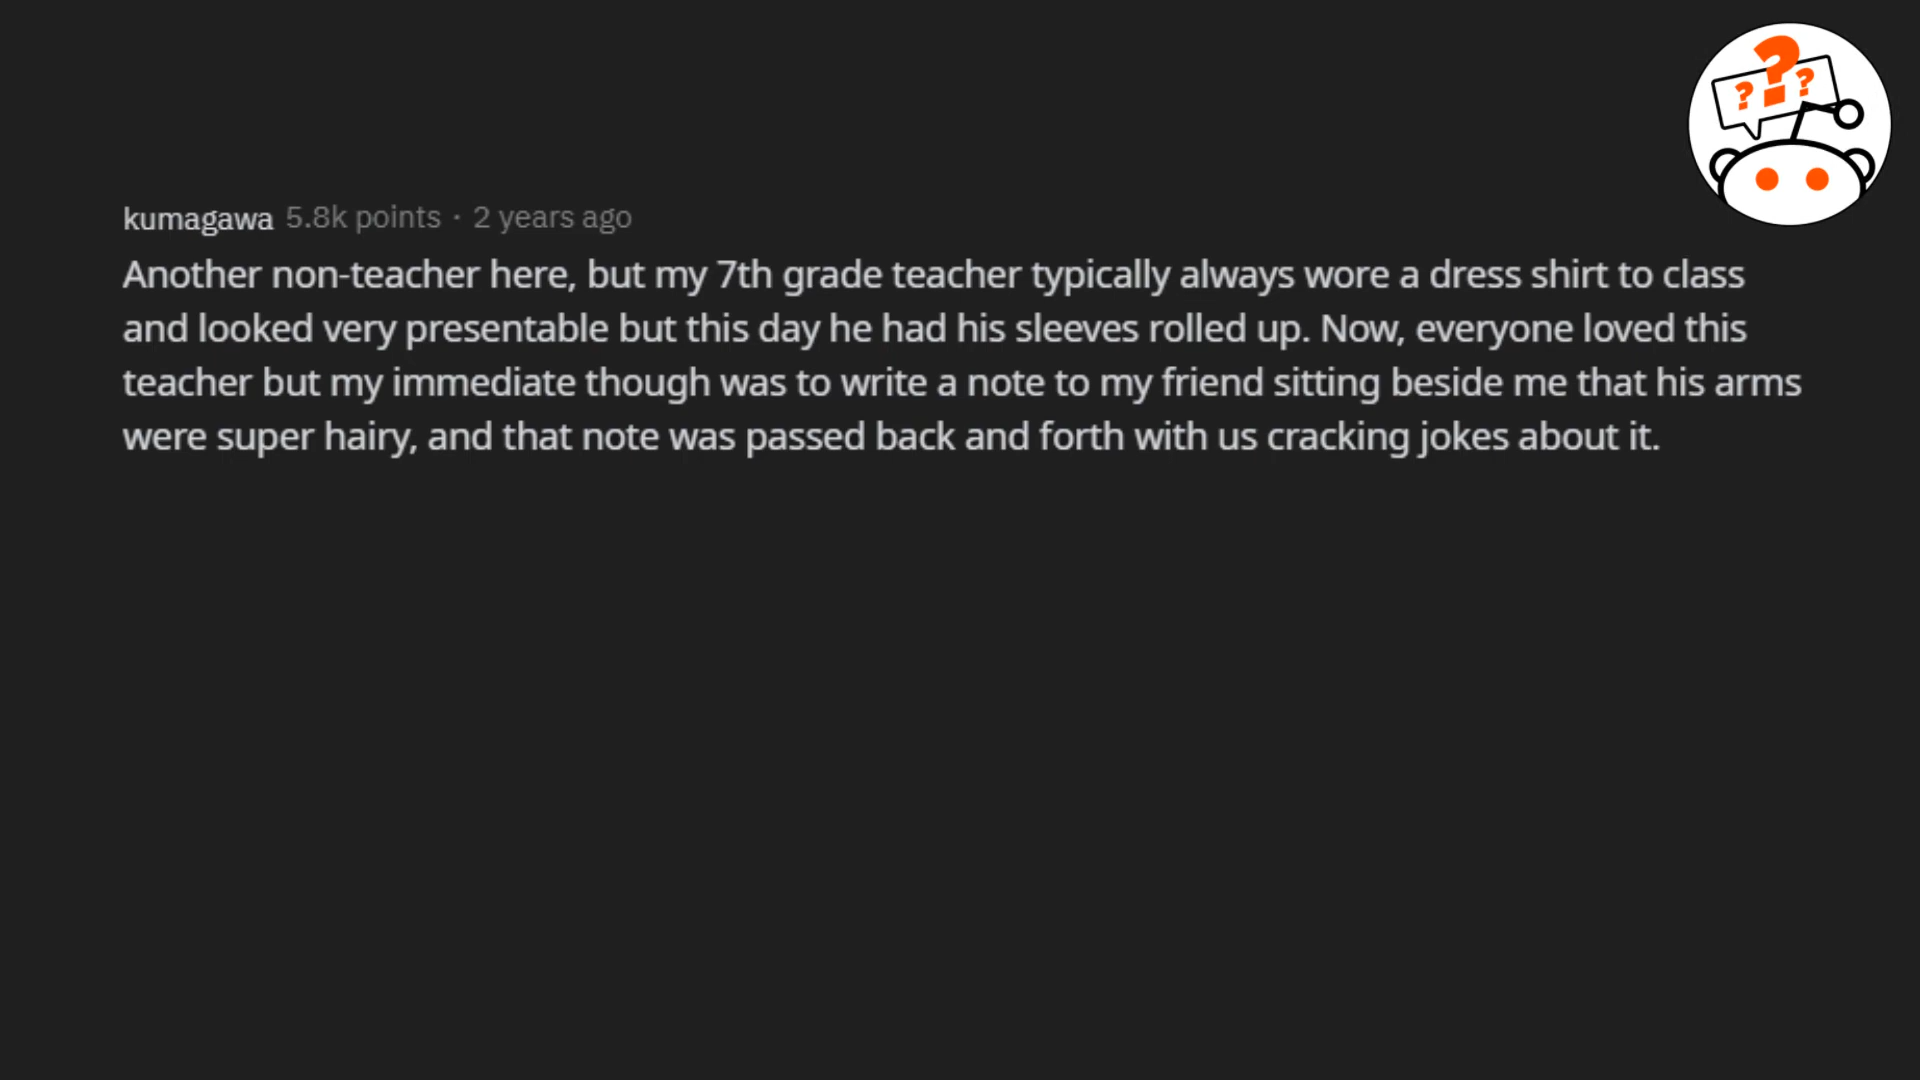 ? ? ?
kumagawa 5.8k points · 2 years ago
Another non-teacher here, but my 7th grade teacher typically always wore a dress shirt to class
and looked very presentable but this day he had his sleeves rolled up. Now, everyone loved this
teacher but my immediate though was to write a note to my friend sitting beside me that his arms
were super hairy, and that note was passed back and forth with us cracking jokes about it.